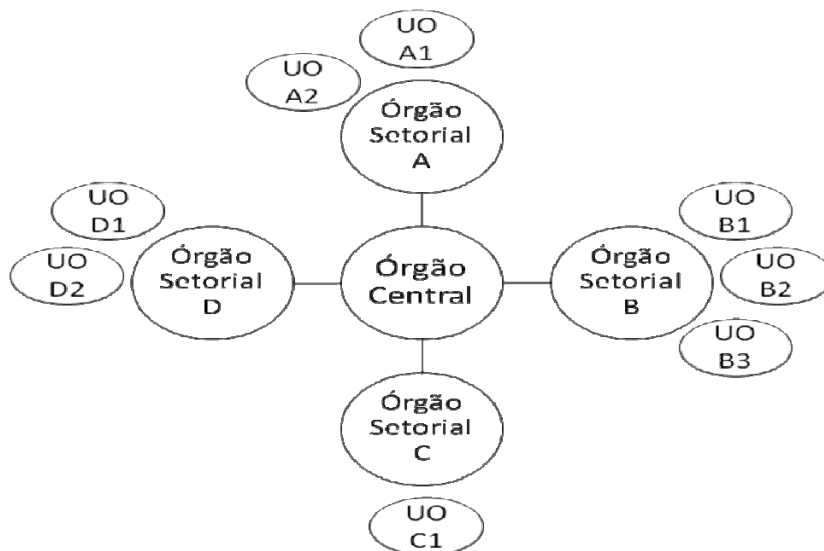 UO
A1
UO
A2
Órgão
Setorial
A
UO
D1
UO
D2
Órgão
Setorial
D
Órgão
Central
Órgão
Setorial
B
UO
B1
UO
B2
UO
B3
Órgão
Setorial
C
UO
C1